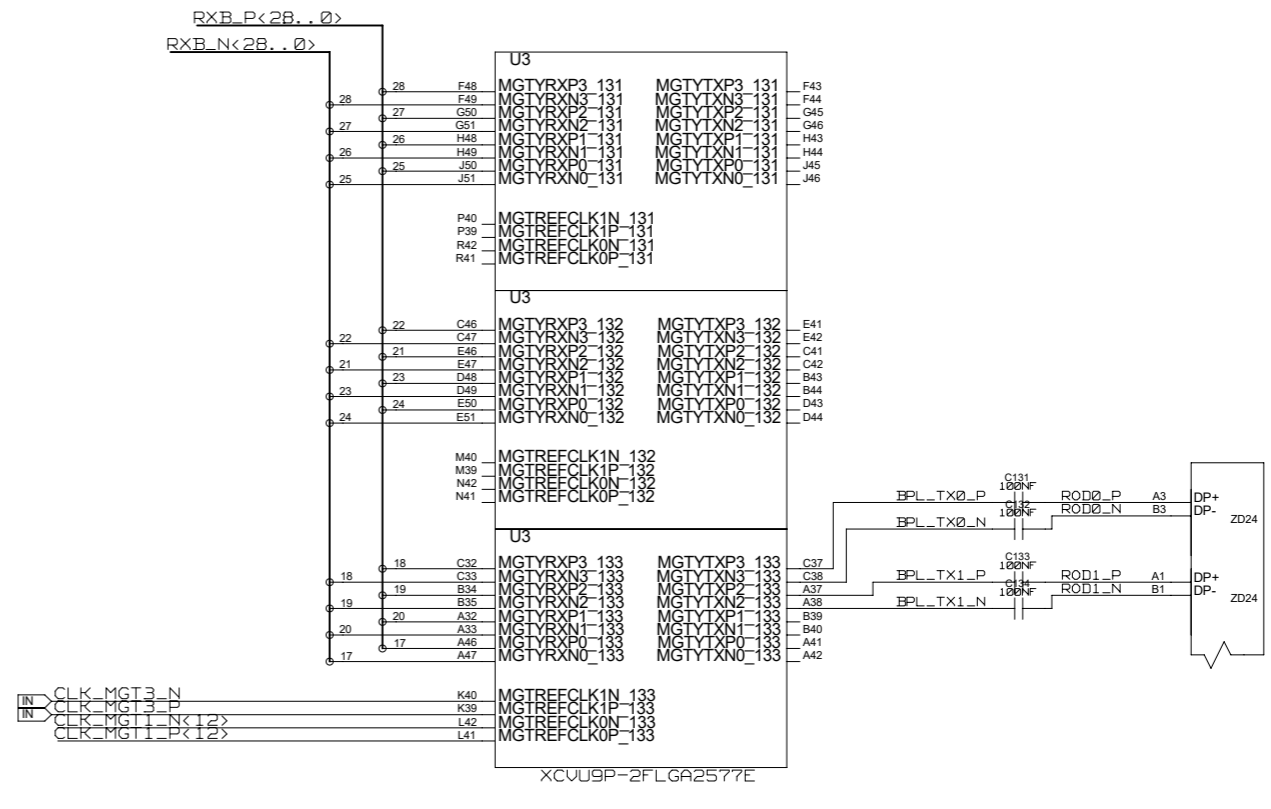 RXB_P<28..0>
RXB_N<28..0>
U3
28 F48 MGTYRXP3_131 MGTYTXP3_131 F43
28 F49 MGTYRXN3_131 MGTYTXN3_131 F44
27 G50 MGTYRXP2_131 MGTYTXP2_131 G45
27 G51 MGTYRXN2_131 MGTYTXN2_131 G46
26 H48 MGTYRXP1_131 MGTYTXP1_131 H43
26 H49 MGTYRXN1_131 MGTYTXN1_131 H44
25 J50 MGTYRXP0_131 MGTYTXP0_131 J45
25 J51 MGTYRXN0_131 MGTYTXN0_131 J46
P40 MGTREFCLK1N_131
P39 MGTREFCLK1P_131
R42 MGTREFCLK0N_131
R41 MGTREFCLK0P_131
U3
22 C46 MGTYRXP3_132 MGTYTXP3_132 E41
22 C47 MGTYRXN3_132 MGTYTXN3_132 E42
21 E46 MGTYRXP2_132 MGTYTXP2_132 C41
21 E47 MGTYRXN2_132 MGTYTXN2_132 C42
23 D48 MGTYRXP1_132 MGTYTXP1_132 B43
23 D49 MGTYRXN1_132 MGTYTXN1_132 B44
24 E50 MGTYRXP0_132 MGTYTXP0_132 D43
24 E51 MGTYRXN0_132 MGTYTXN0_132 D44
M40 MGTREFCLK1N_132
M39 MGTREFCLK1P_132
N42 MGTREFCLK0N_132
N41 MGTREFCLK0P_132
C131
100NF
BPL_TX0_P ROD0_P A3 DP+
C132
100NF
BPL_TX0_N ROD0_N B3 DP-
ZD24
U3
18 C32 MGTYRXP3_133 MGTYTXP3_133 C37
18 C33 MGTYRXN3_133 MGTYTXN3_133 C38
19 B34 MGTYRXP2_133 MGTYTXP2_133 A37
19 B35 MGTYRXN2_133 MGTYTXN2_133 A38
20 A32 MGTYRXP1_133 MGTYTXP1_133 B39
20 A33 MGTYRXN1_133 MGTYTXN1_133 B40
17 A46 MGTYRXP0_133 MGTYTXP0_133 A41
17 A47 MGTYRXN0_133 MGTYTXN0_133 A42
C133
100NF
BPL_TX1_P ROD1_P A1 DP+
C134
100NF
BPL_TX1_N ROD1_N B1 DP-
ZD24
IN CLK_MGT3_N K40 MGTREFCLK1N_133
IN CLK_MGT3_P K39 MGTREFCLK1P_133
CLK_MGT1_N<12> L42 MGTREFCLK0N_133
CLK_MGT1_P<12> L41 MGTREFCLK0P_133
XCVU9P-2FLGA2577E